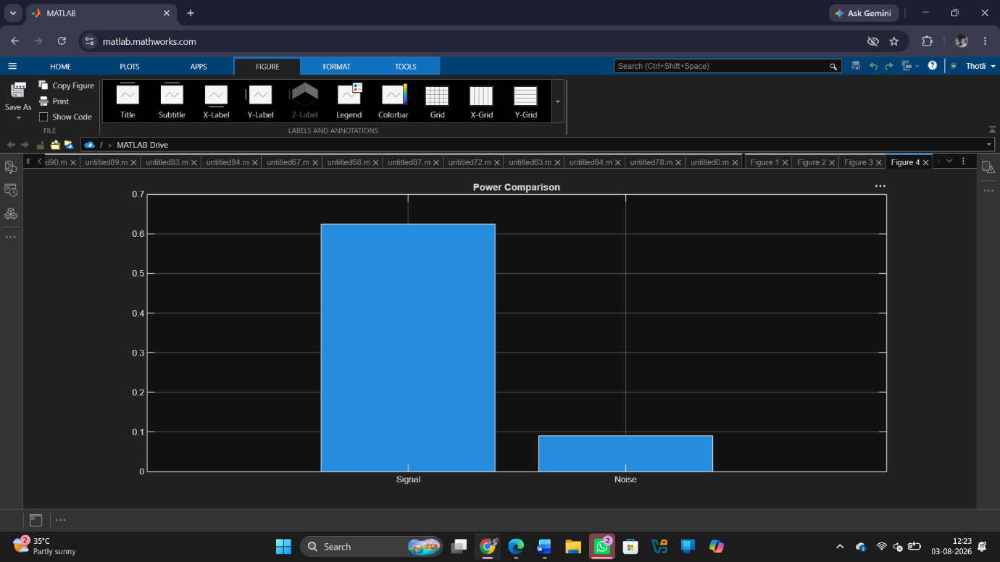 MATLAB
Ask Gemini
matlab.mathworks.com
HOME PLOTS APPS FIGURE FORMAT TOOLS
Search (Ctrl+Shift+Space)
Thotli
Save As
Copy Figure
Print
Show Code
FILE
Title Subtitle X-Label Y-Label Z-Label Legend Colorbar Grid X-Grid Y-Grid
LABELS AND ANNOTATIONS
/ > MATLAB Drive
d90.m untitled89.m untitled83.m untitled84.m untitled67.m untitled68.m untitled87.m untitled72.m untitled63.m untitled64.m untitled78.m untitled0.m Figure 1 Figure 2 Figure 3 Figure 4
Power Comparison
0.7
0.6
0.5
0.4
0.3
0.2
0.1
0
Signal Noise
2
35°C
Partly sunny
Search
2
12:23
03-08-2026